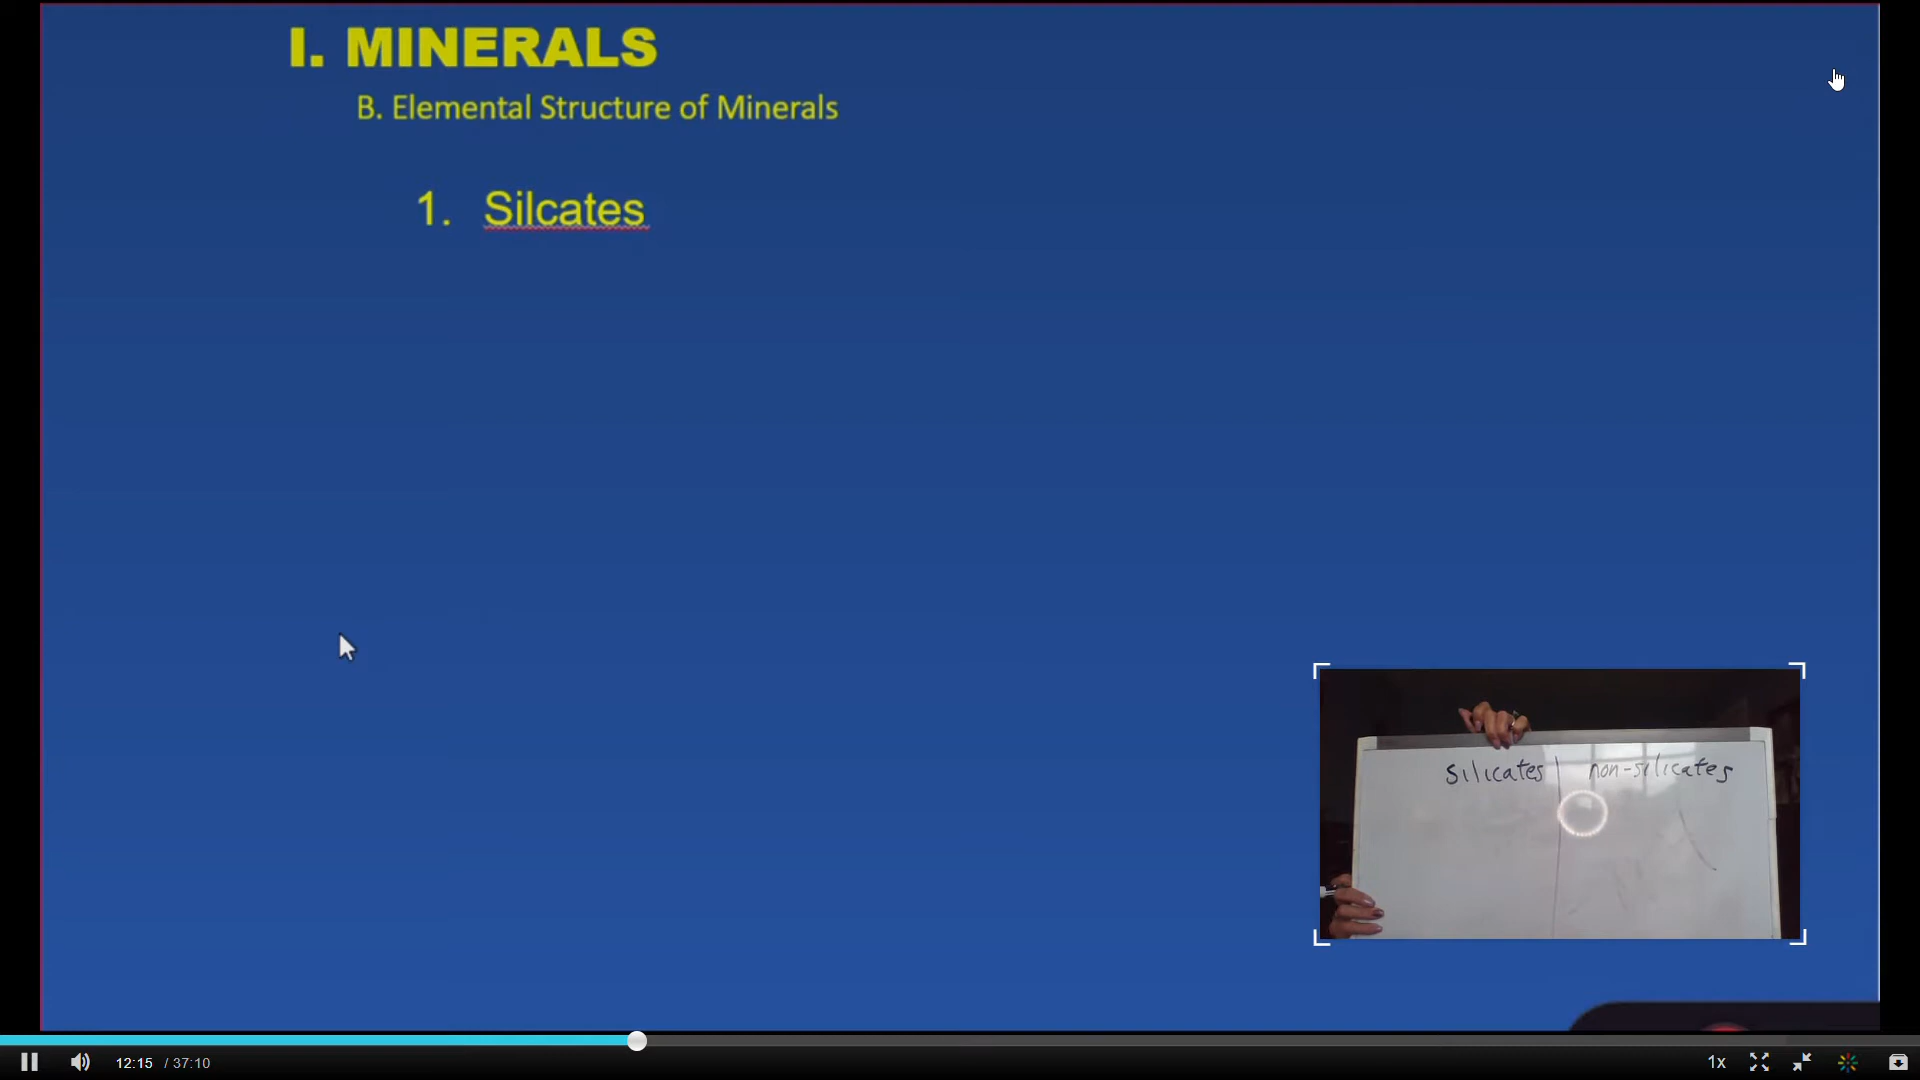 I. MINERALS
B. Elemental Structure of Minerals
1. Silcates
silicates non-silicates
12:15 / 37:10 1x